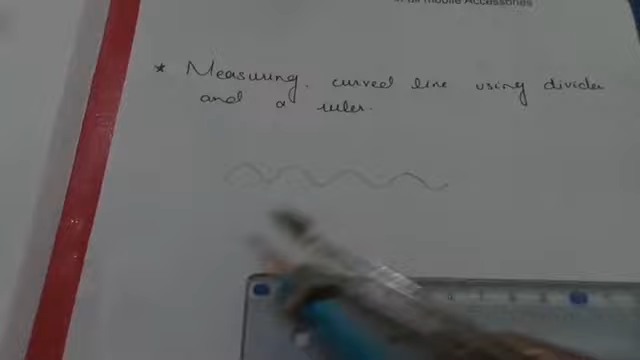 Mobile Accessories
* Measuring. curved line using divider
and a ruler.